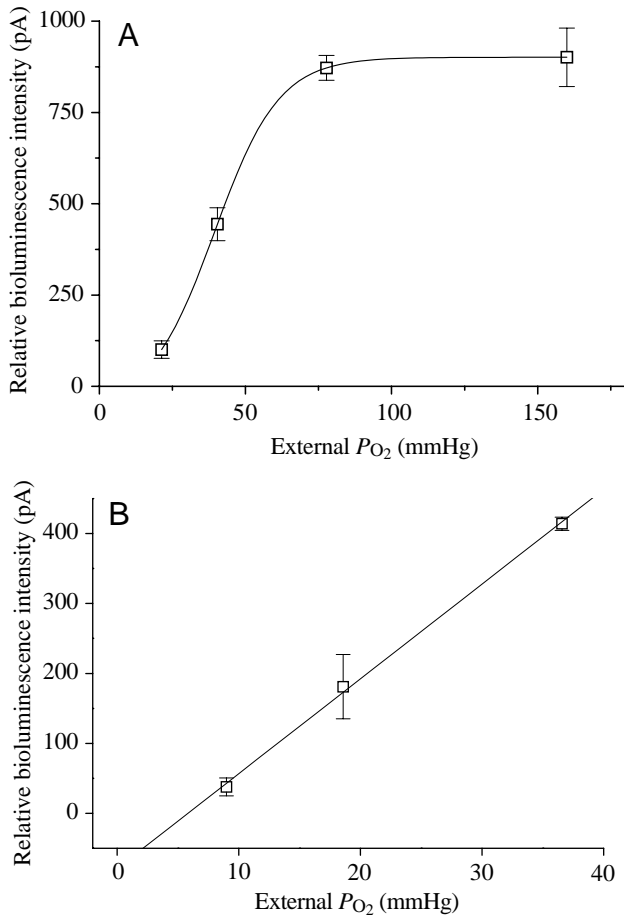 A
Relative bioluminescence intensity (pA)
1000
750
500
250
0
0 50 100 150
External PO2 (mmHg)
B
Relative bioluminescence intensity (pA)
400
300
200
100
0
0 10 20 30 40
External PO2 (mmHg)